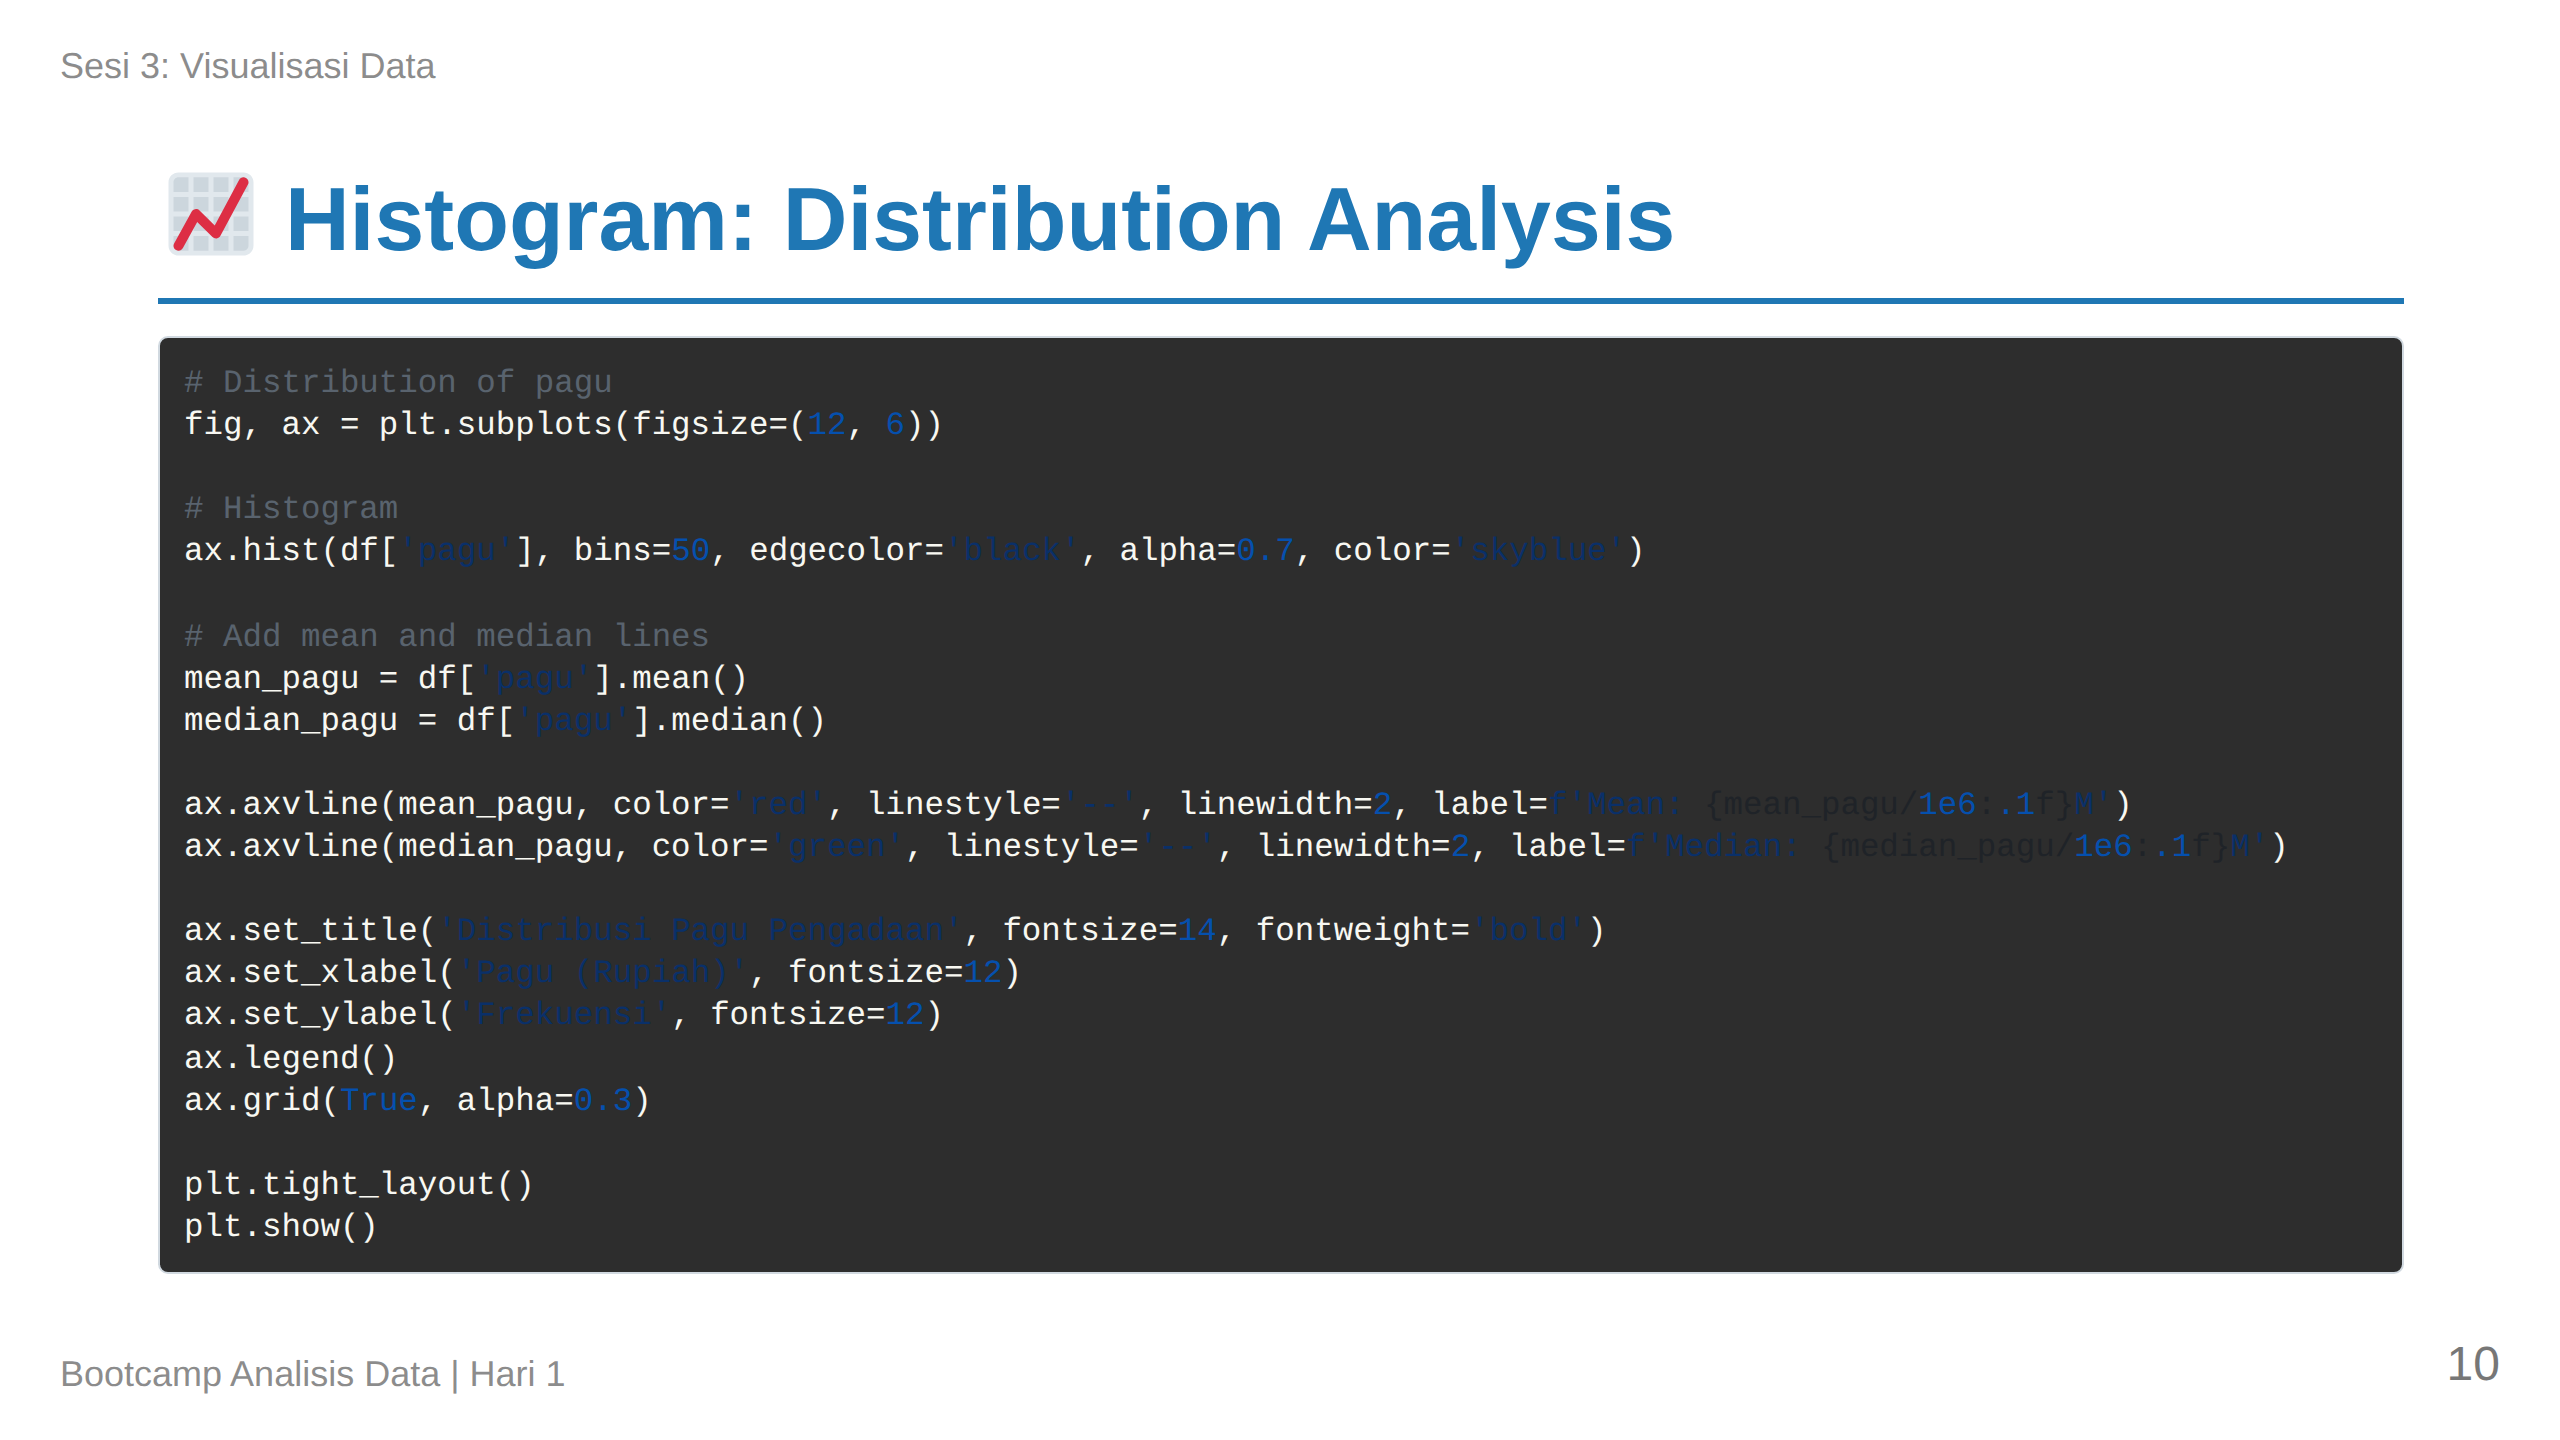 Sesi 3: Visualisasi Data
📈 Histogram: Distribution Analysis
# Distribution of pagu
fig, ax = plt.subplots(figsize=(12, 6))
# Histogram
ax.hist(df['pagu'], bins=50, edgecolor='black', alpha=0.7, color='skyblue')
# Add mean and median lines
mean_pagu = df['pagu'].mean()
median_pagu = df['pagu'].median()
ax.axvline(mean_pagu, color='red', linestyle='--', linewidth=2, label=f'Mean: {mean_pagu/1e6:.1f}M')
ax.axvline(median_pagu, color='green', linestyle='--', linewidth=2, label=f'Median: {median_pagu/1e6:.1f}M')
ax.set_title('Distribusi Pagu Pengadaan', fontsize=14, fontweight='bold')
ax.set_xlabel('Pagu (Rupiah)', fontsize=12)
ax.set_ylabel('Frekuensi', fontsize=12)
ax.legend()
ax.grid(True, alpha=0.3)
plt.tight_layout()
plt.show()
Bootcamp Analisis Data | Hari 1
10